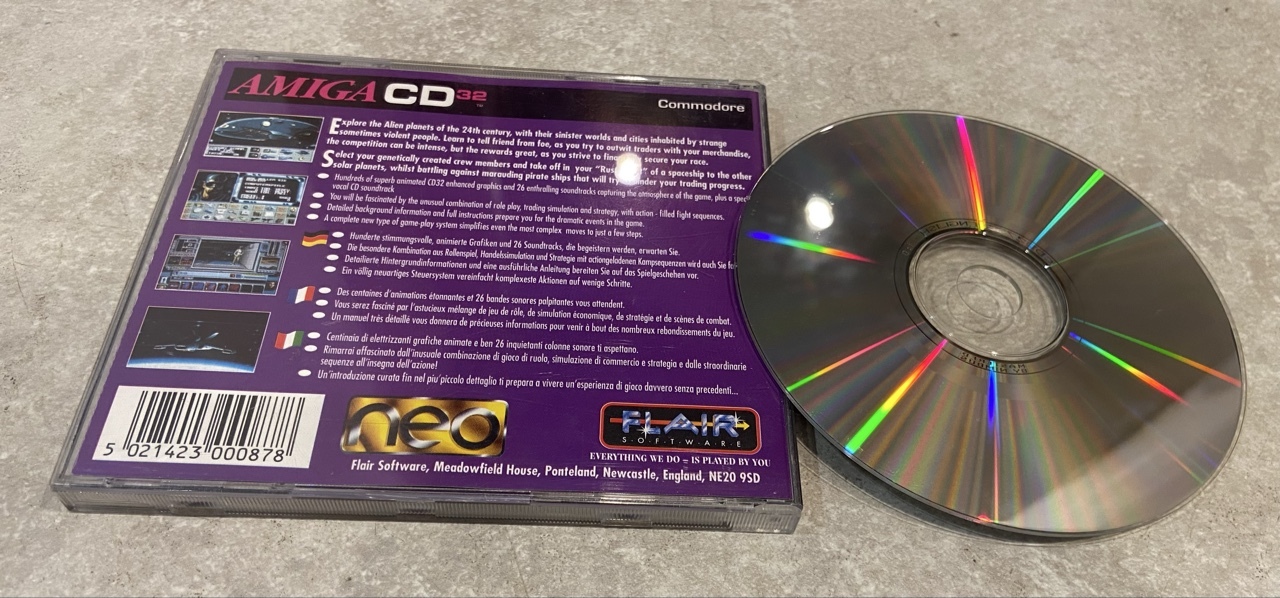 AMIGA CD32
™
Commodore
Explore the Alien planets of the 24th century, with their sinister worlds and cities inhabited by strange
sometimes violent people. Learn to tell friend from foe, as you try to outwit traders with your merchandise,
the competition can be intense, but the rewards great, as you strive to secure your race.
Select your genetically created crew members and take off in your of a spaceship to the other
solar planets, whilst battling against marauding pirate ships that will your trading progress.
Hundreds of superb animated CD32 enhanced graphics and 26 enthralling soundtracks capturing the atmosphere of the game, plus a
vocal CD soundtrack
You will be fascinated by the unusual combination of role play, trading simulation and strategy, with action - filled fight sequences.
Detailed background information and full instructions prepare you for the dramatic events in the game.
A complete new type of game-play system simplifies even the most complex moves to just a few steps.
Hunderte stimmungsvolle, animierte Grafiken und 26 Soundtracks, die begeistern werden, erwarten Sie.
Die besondere Kombination aus Rollenspiel, Handelssimulation und Strategie mit actiongeladenen Kampsequenzen wird auch Sie
Detailierte Hintergrundinformationen und eine ausführliche Anleitung bereiten Sie auf das Spielgeschehen vor.
Ein völlig neuartiges Steuersystem vereinfacht komplexeste Aktionen auf wenige Schritte.
Des centaines d'animations étonnantes et 26 bandes sonores palpitantes vous attendent.
Vous serez fasciné par l'astucieux mélange de jeu de rôle, de simulation économique, de stratégie et de scènes de combat.
Un manuel très détaillé vous donnera de précieuses informations pour venir à bout des nombreux rebondissements du jeu.
Centinaia di elettrizzanti grafiche animate e ben 26 inquietanti colonne sonore ti aspettano.
Rimarrai affascinato dall'inusuale combinazione di gioco di ruolo, simulazione di commercio e strategia e dalle straordinarie
sequenze all'insegna dell'azione!
Un'introduzione curata fin nel piu'piccolo dettaglio ti prepara a vivere un'esperienza di gioco davvero senza precedenti...
5 021423 000878
neo
FLAIR
S·O·F·T·W·A·R·E
EVERYTHING WE DO – IS PLAYED BY YOU
Flair Software, Meadowfield House, Ponteland, Newcastle, England, NE20 9SD